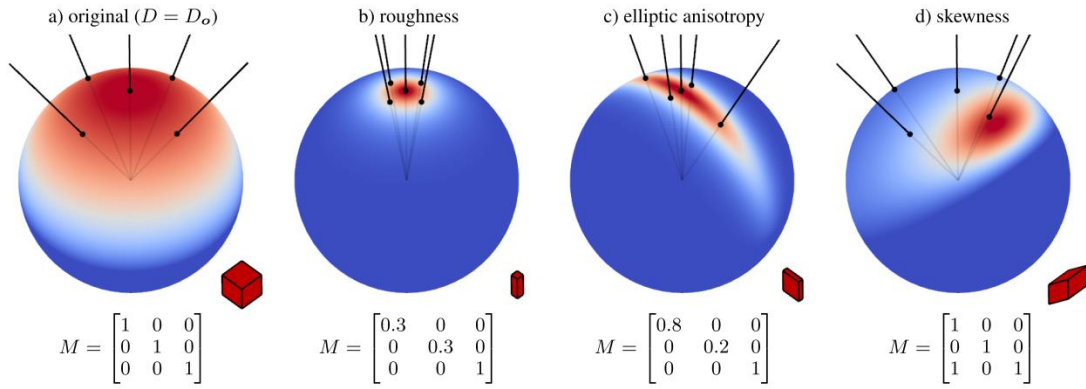 a) original (D = D_o)
b) roughness
c) elliptic anisotropy
d) skewness
M = [1 0 0
0 1 0
0 0 1]
M = [0.3 0 0
0 0.3 0
0 0 1]
M = [0.8 0 0
0 0.2 0
0 0 1]
M = [1 0 0
0 1 0
1 0 1]